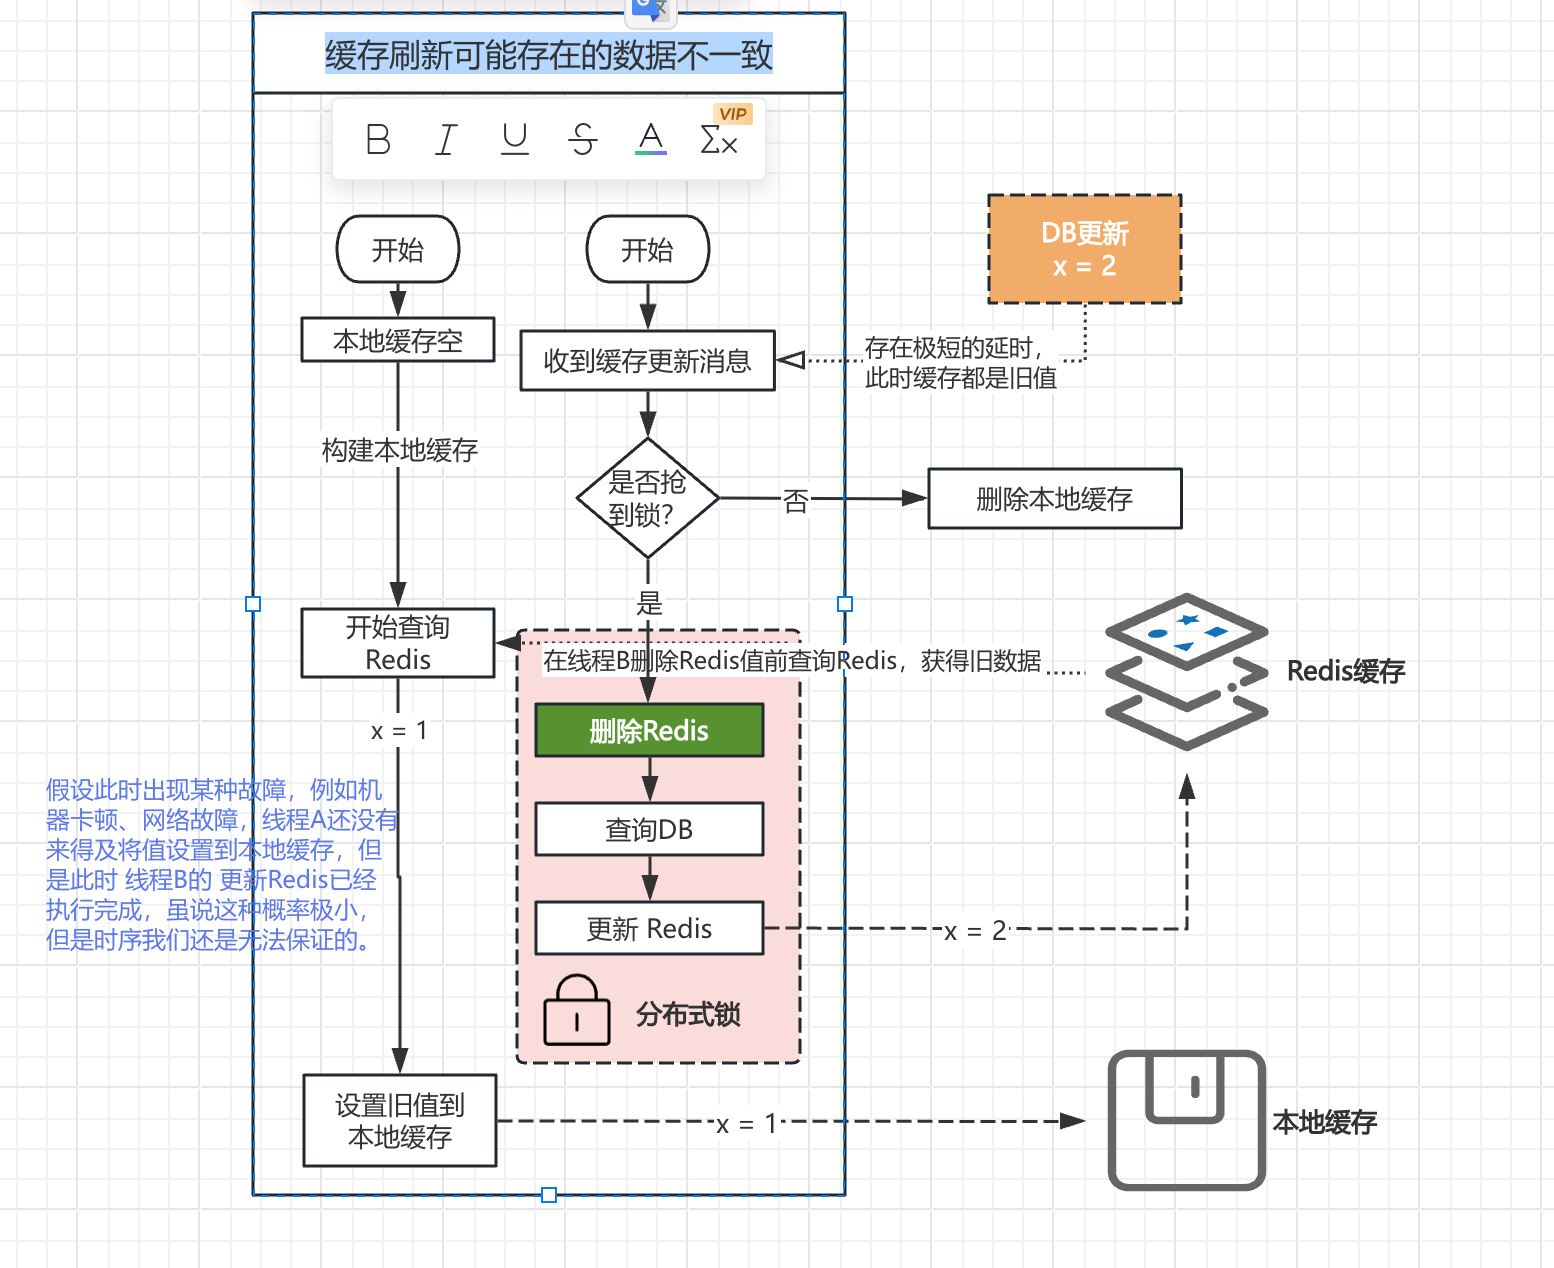 缓存刷新可能存在的数据不一致
B I U S A Σx
VIP
开始
开始
DB更新
x = 2
本地缓存空
收到缓存更新消息
存在极短的延时，
此时缓存都是旧值
构建本地缓存
是否抢
到锁？
否
删除本地缓存
是
开始查询
Redis
在线程B删除Redis值前查询Redis，获得旧数据
Redis缓存
x = 1
删除Redis
假设此时出现某种故障，例如机
器卡顿、网络故障，线程A还没有
来得及将值设置到本地缓存，但
是此时 线程B的 更新Redis已经
执行完成，虽说这种概率极小，
但是时序我们还是无法保证的。
查询DB
更新 Redis
x = 2
分布式锁
设置旧值到
本地缓存
x = 1
本地缓存